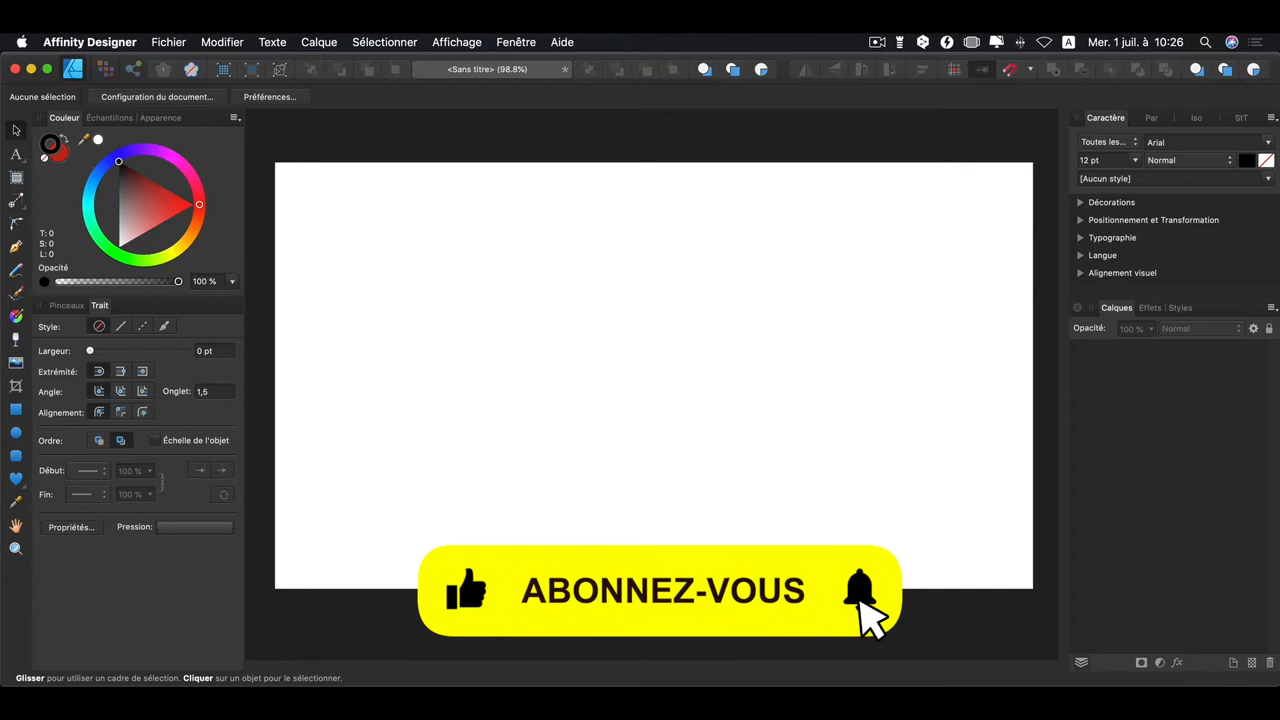 Affinity Designer Fichier Modifier Texte Calque Sélectionner Affichage Fenêtre Aide A Mer. 1 juil. à 10:26
<Sans titre> (98.8%)
Aucune sélection Configuration du document... Préférences...
Couleur Échantillons Apparence
T: 0
S: 0
L: 0
Opacité
100 %
Pinceaux Trait
Style:
Largeur: 0 pt
Extrémité:
Angle: Onglet: 1,5
Alignement:
Ordre: Échelle de l'objet
Début: 100 %
Fin: 100 %
Propriétés... Pression:
Caractère Par Iso StT
Toutes les... Arial
12 pt Normal
[Aucun style]
Décorations
Positionnement et Transformation
Typographie
Langue
Alignement visuel
Calques Effets Styles
Opacité: 100 % Normal
ABONNEZ-VOUS
fx
Glisser pour utiliser un cadre de sélection. Cliquer sur un objet pour le sélectionner.